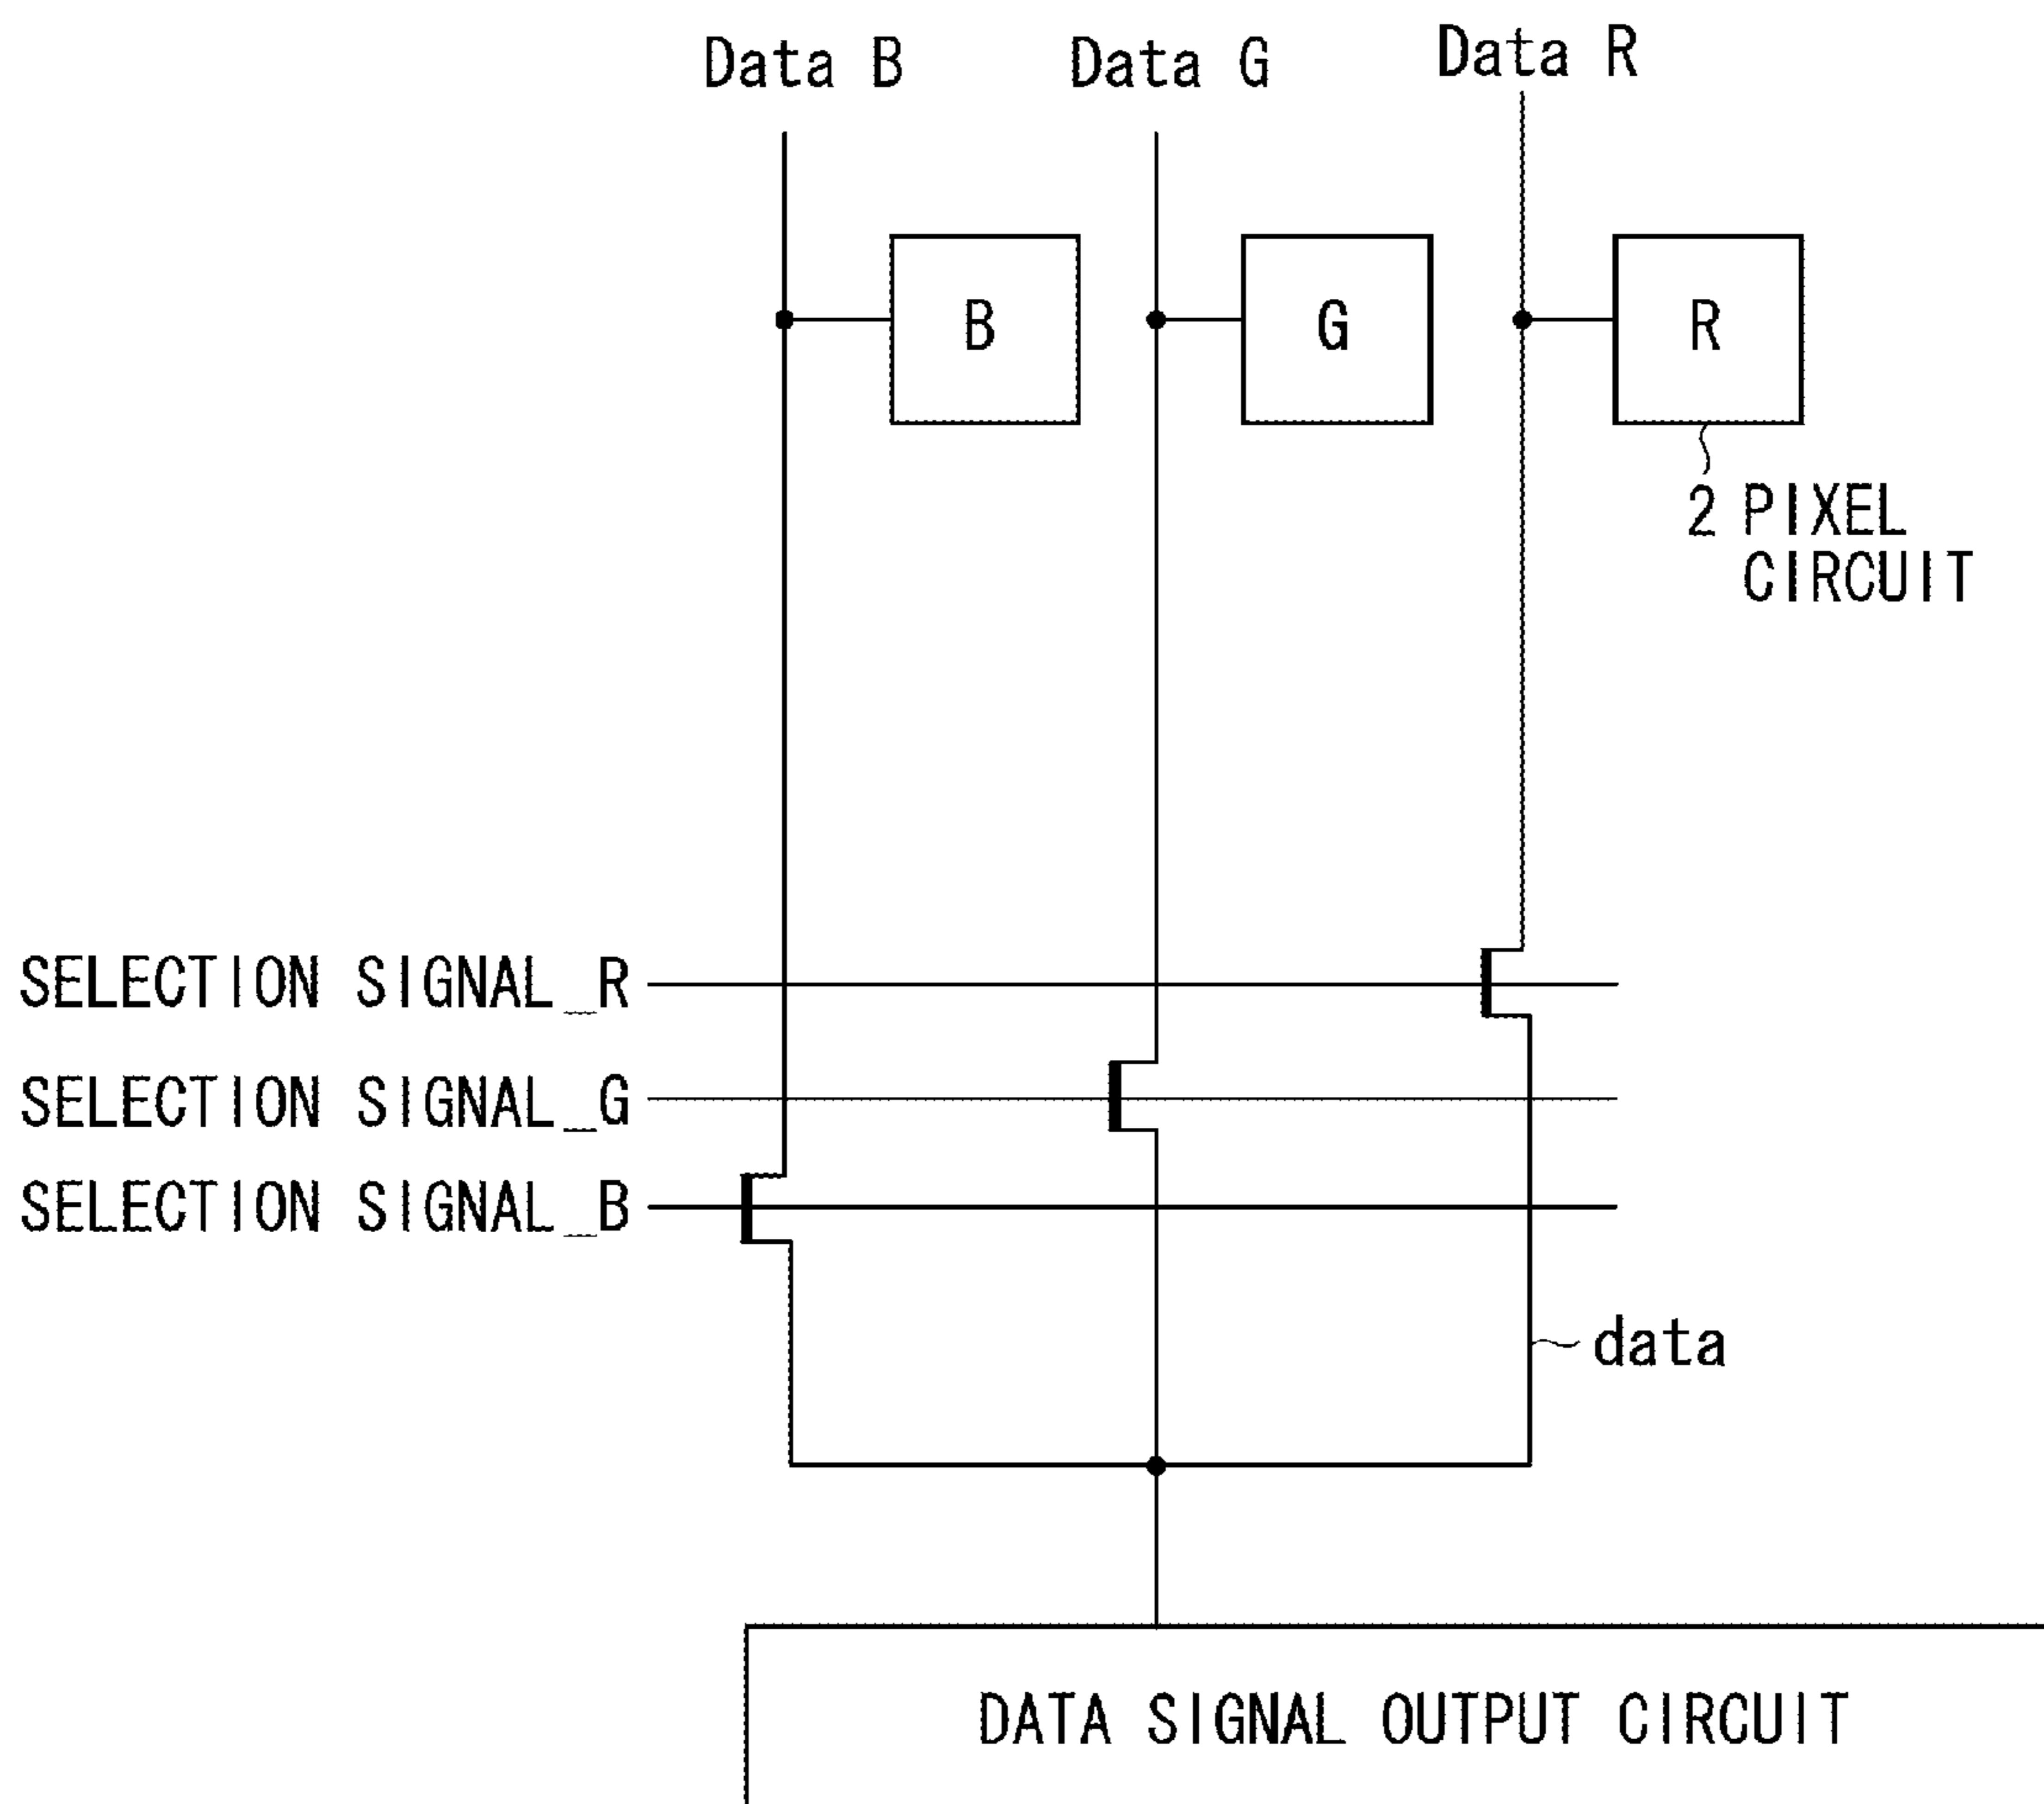 Data B Data G Data R
B G R
2 PIXEL
CIRCUIT
SELECTION SIGNAL_R
SELECTION SIGNAL_G
SELECTION SIGNAL_B
data
DATA SIGNAL OUTPUT CIRCUIT